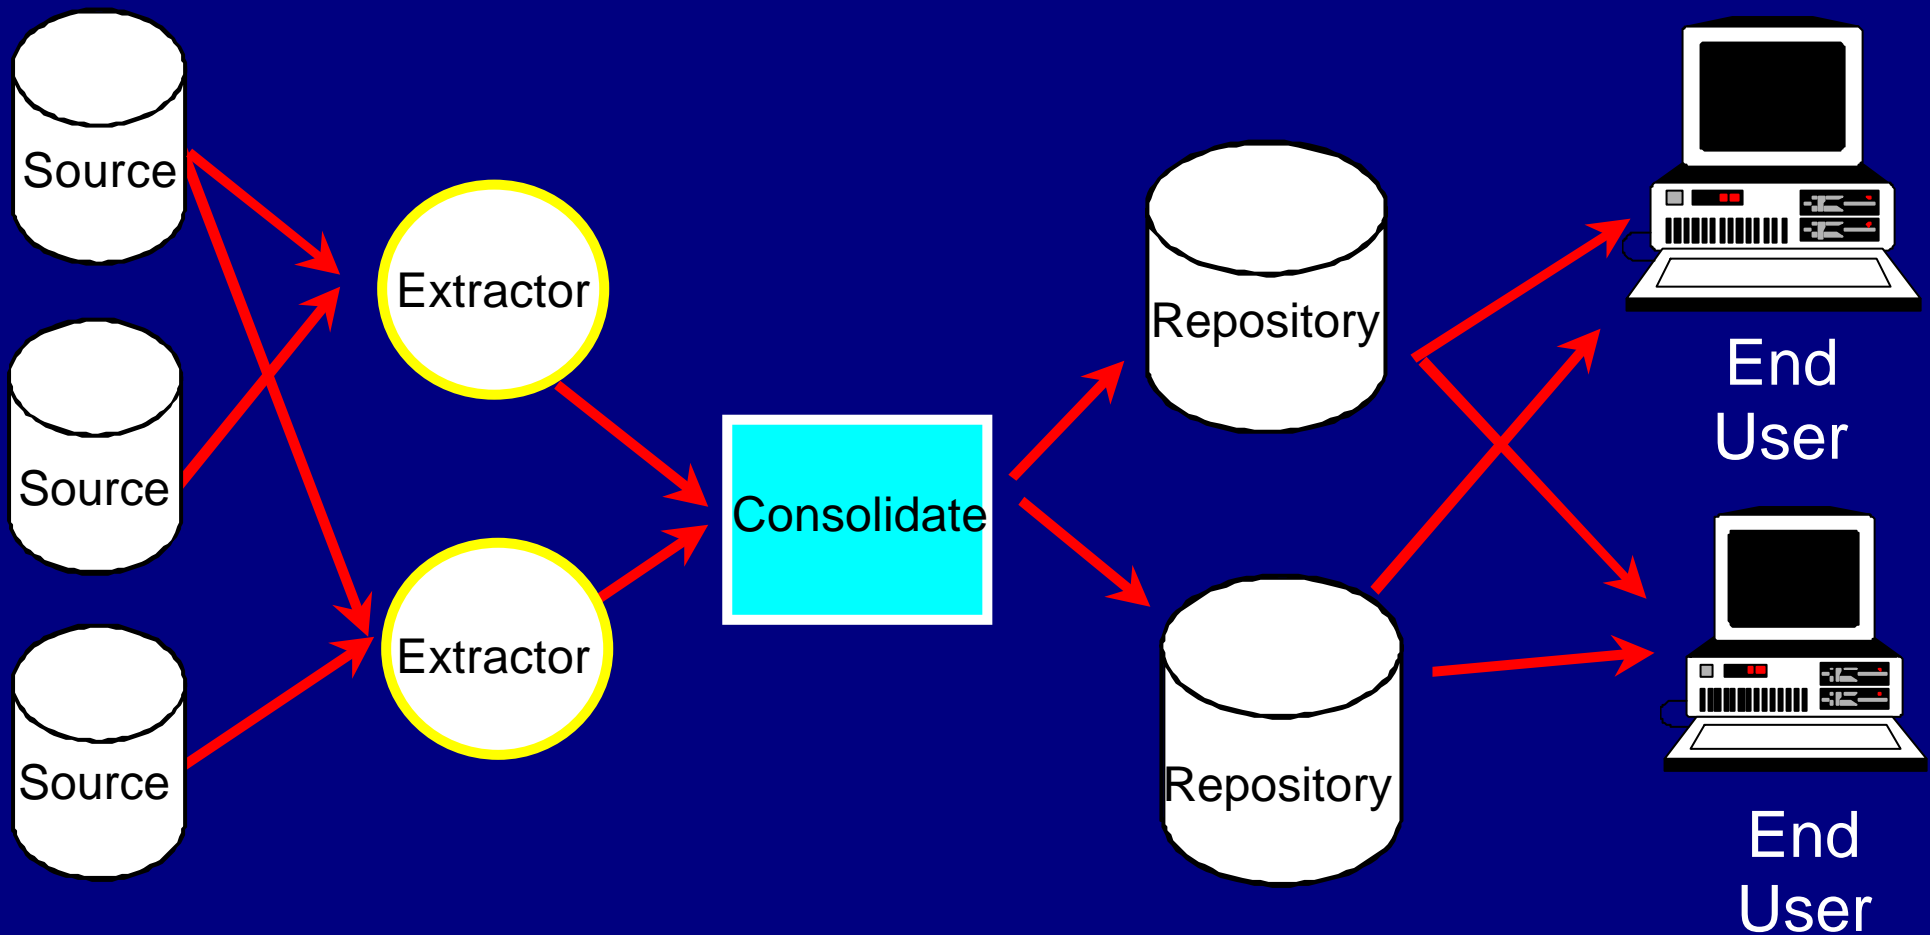 Source
Source
Source
Extractor
Extractor
Consolidate
Repository
Repository
End
User
End
User